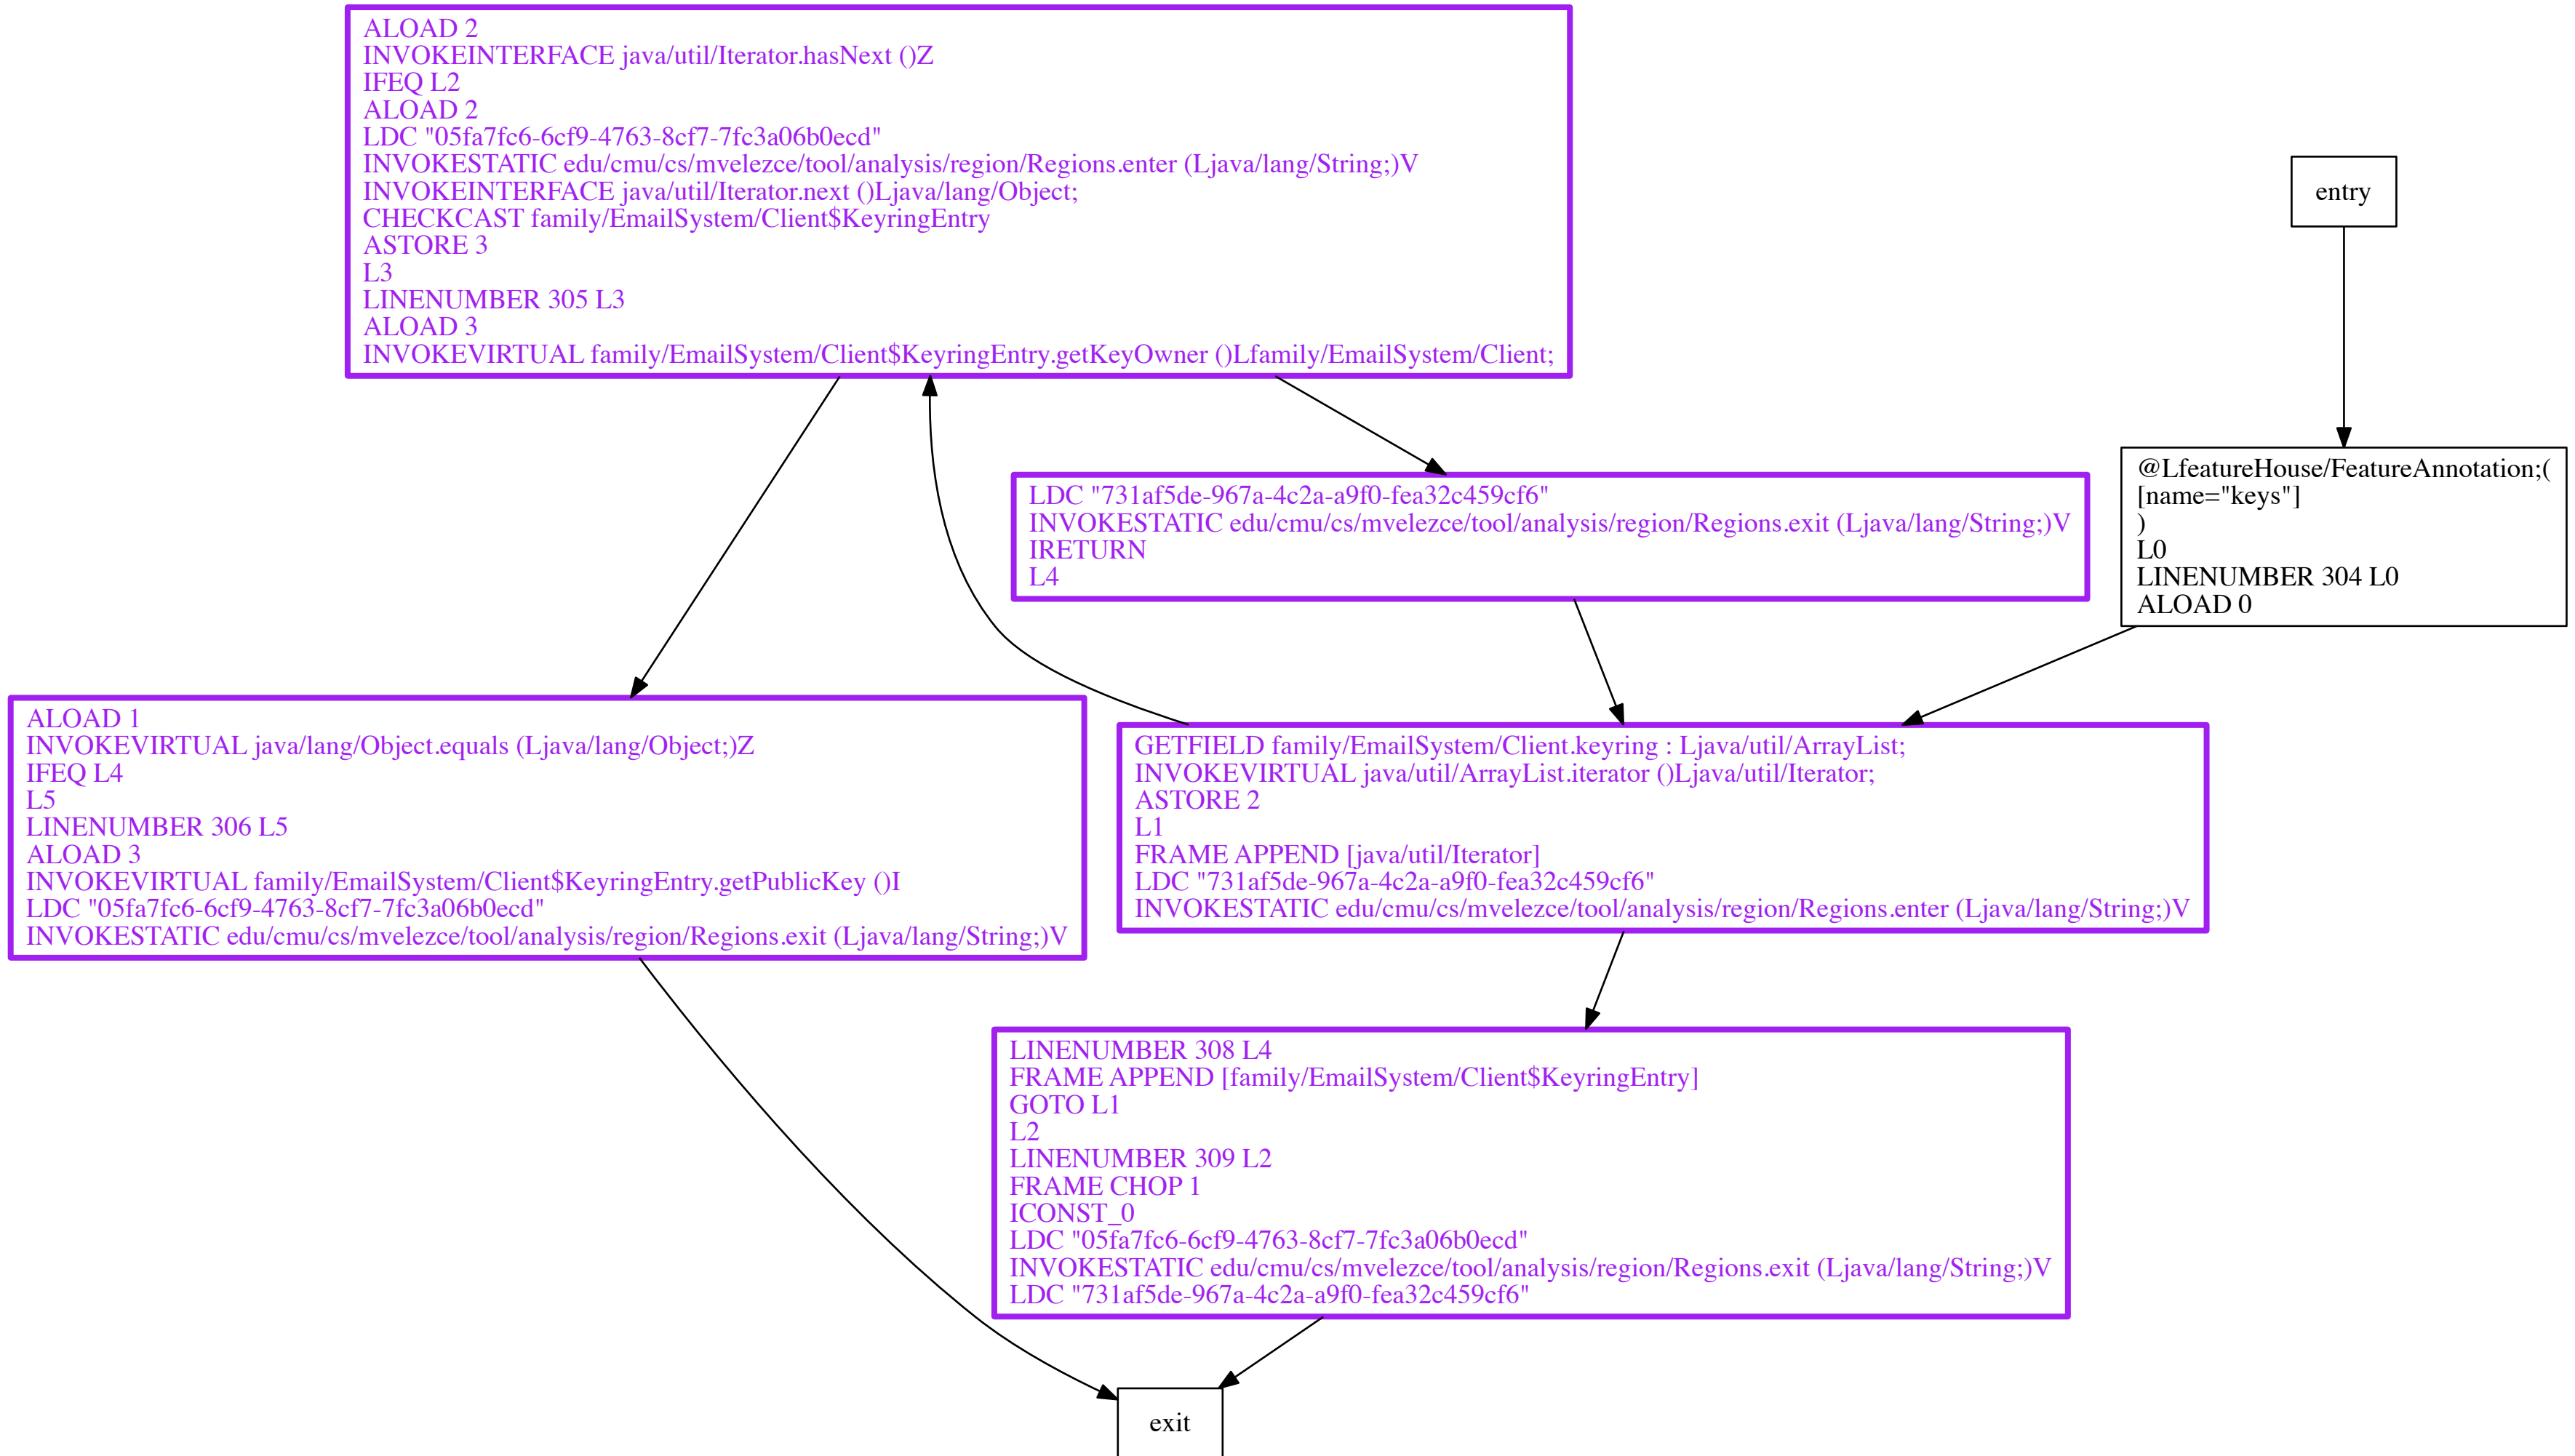 ALOAD 2
INVOKEINTERFACE java/util/Iterator.hasNext ()Z
IFEQ L2
ALOAD 2
LDC "05fa7fc6-6cf9-4763-8cf7-7fc3a06b0ecd"
INVOKESTATIC edu/cmu/cs/mvelezce/tool/analysis/region/Regions.enter (Ljava/lang/String;)V
INVOKEINTERFACE java/util/Iterator.next ()Ljava/lang/Object;
CHECKCAST family/EmailSystem/Client$KeyringEntry
ASTORE 3
L3
LINENUMBER 305 L3
ALOAD 3
INVOKEVIRTUAL family/EmailSystem/Client$KeyringEntry.getKeyOwner ()Lfamily/EmailSystem/Client;
entry
@LfeatureHouse/FeatureAnnotation;(
[name="keys"]
)
L0
LINENUMBER 304 L0
ALOAD 0
LDC "731af5de-967a-4c2a-a9f0-fea32c459cf6"
INVOKESTATIC edu/cmu/cs/mvelezce/tool/analysis/region/Regions.exit (Ljava/lang/String;)V
IRETURN
L4
ALOAD 1
INVOKEVIRTUAL java/lang/Object.equals (Ljava/lang/Object;)Z
IFEQ L4
L5
LINENUMBER 306 L5
ALOAD 3
INVOKEVIRTUAL family/EmailSystem/Client$KeyringEntry.getPublicKey ()I
LDC "05fa7fc6-6cf9-4763-8cf7-7fc3a06b0ecd"
INVOKESTATIC edu/cmu/cs/mvelezce/tool/analysis/region/Regions.exit (Ljava/lang/String;)V
GETFIELD family/EmailSystem/Client.keyring : Ljava/util/ArrayList;
INVOKEVIRTUAL java/util/ArrayList.iterator ()Ljava/util/Iterator;
ASTORE 2
L1
FRAME APPEND [java/util/Iterator]
LDC "731af5de-967a-4c2a-a9f0-fea32c459cf6"
INVOKESTATIC edu/cmu/cs/mvelezce/tool/analysis/region/Regions.enter (Ljava/lang/String;)V
LINENUMBER 308 L4
FRAME APPEND [family/EmailSystem/Client$KeyringEntry]
GOTO L1
L2
LINENUMBER 309 L2
FRAME CHOP 1
ICONST_0
LDC "05fa7fc6-6cf9-4763-8cf7-7fc3a06b0ecd"
INVOKESTATIC edu/cmu/cs/mvelezce/tool/analysis/region/Regions.exit (Ljava/lang/String;)V
LDC "731af5de-967a-4c2a-a9f0-fea32c459cf6"
exit